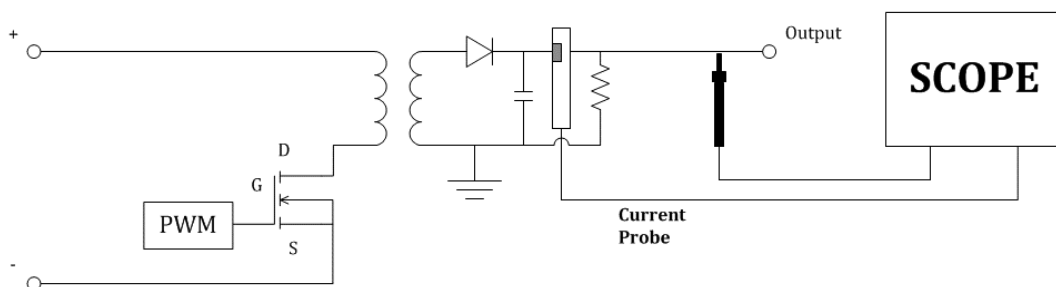 +
Output
SCOPE
D
G
PWM
S
Current
Probe
-